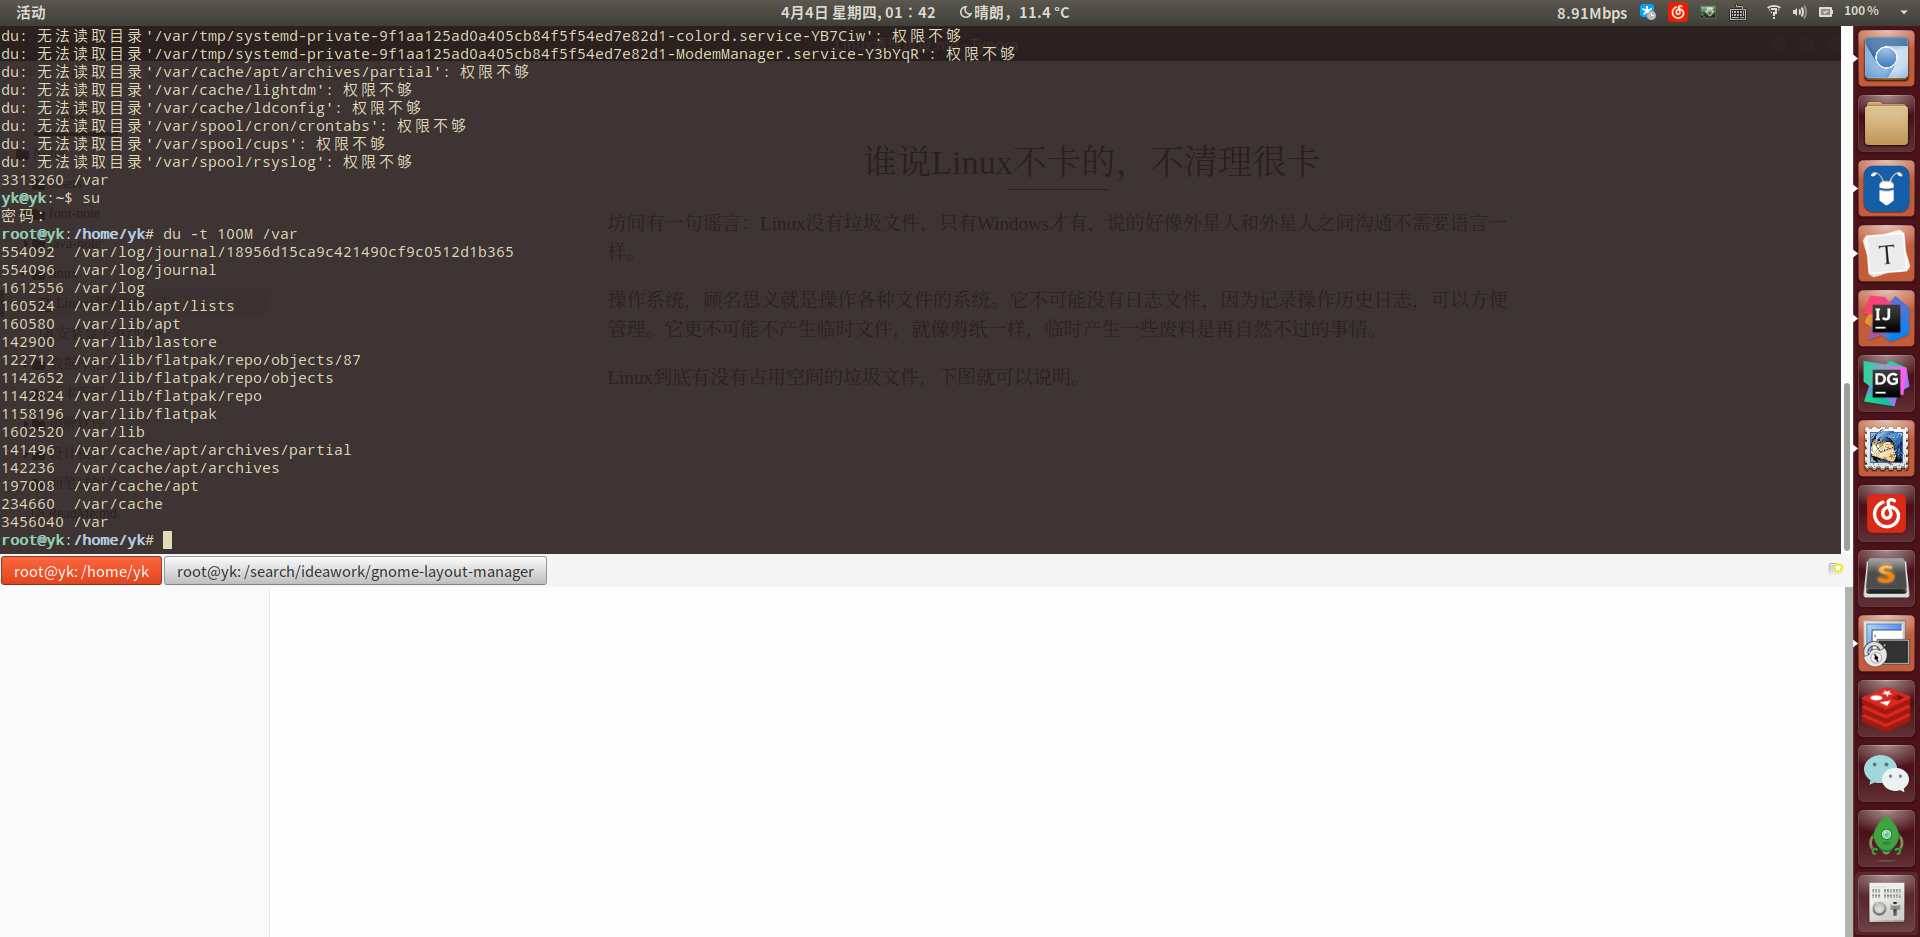 活动
4月4日 星期四, 01：42
晴朗，11.4 °C
8.91Mbps
100%
du: 无法读取目录'/var/tmp/systemd-private-9f1aa125ad0a405cb84f5f54ed7e82d1-colord.service-YB7Ciw': 权限不够
du: 无法读取目录'/var/tmp/systemd-private-9f1aa125ad0a405cb84f5f54ed7e82d1-ModemManager.service-Y3bYqR': 权限不够
du: 无法读取目录'/var/cache/apt/archives/partial': 权限不够
du: 无法读取目录'/var/cache/lightdm': 权限不够
du: 无法读取目录'/var/cache/ldconfig': 权限不够
du: 无法读取目录'/var/spool/cron/crontabs': 权限不够
du: 无法读取目录'/var/spool/cups': 权限不够
du: 无法读取目录'/var/spool/rsyslog': 权限不够
3313260 /var
yk@yk:~$ su
密码：
root@yk:/home/yk# du -t 100M /var
554092 /var/log/journal/18956d15ca9c421490cf9c0512d1b365
554096 /var/log/journal
1612556 /var/log
160524 /var/lib/apt/lists
160580 /var/lib/apt
142900 /var/lib/lastore
122712 /var/lib/flatpak/repo/objects/87
1142652 /var/lib/flatpak/repo/objects
1142824 /var/lib/flatpak/repo
1158196 /var/lib/flatpak
1602520 /var/lib
141496 /var/cache/apt/archives/partial
142236 /var/cache/apt/archives
197008 /var/cache/apt
234660 /var/cache
3456040 /var
root@yk:/home/yk#
font-note
谁说Linux不卡的，不清理很卡
坊间有一句谣言：Linux没有垃圾文件，只有Windows才有，说的好像外星人和外星人之间沟通不需要语言一
样。
操作系统，顾名思义就是操作各种文件的系统。它不可能没有日志文件，因为记录操作历史日志，可以方便
管理。它更不可能不产生临时文件，就像剪纸一样，临时产生一些废料是再自然不过的事情。
Linux到底有没有占用空间的垃圾文件，下图就可以说明。
root@yk: /home/yk
root@yk: /search/ideawork/gnome-layout-manager
T
IJ
DG
S